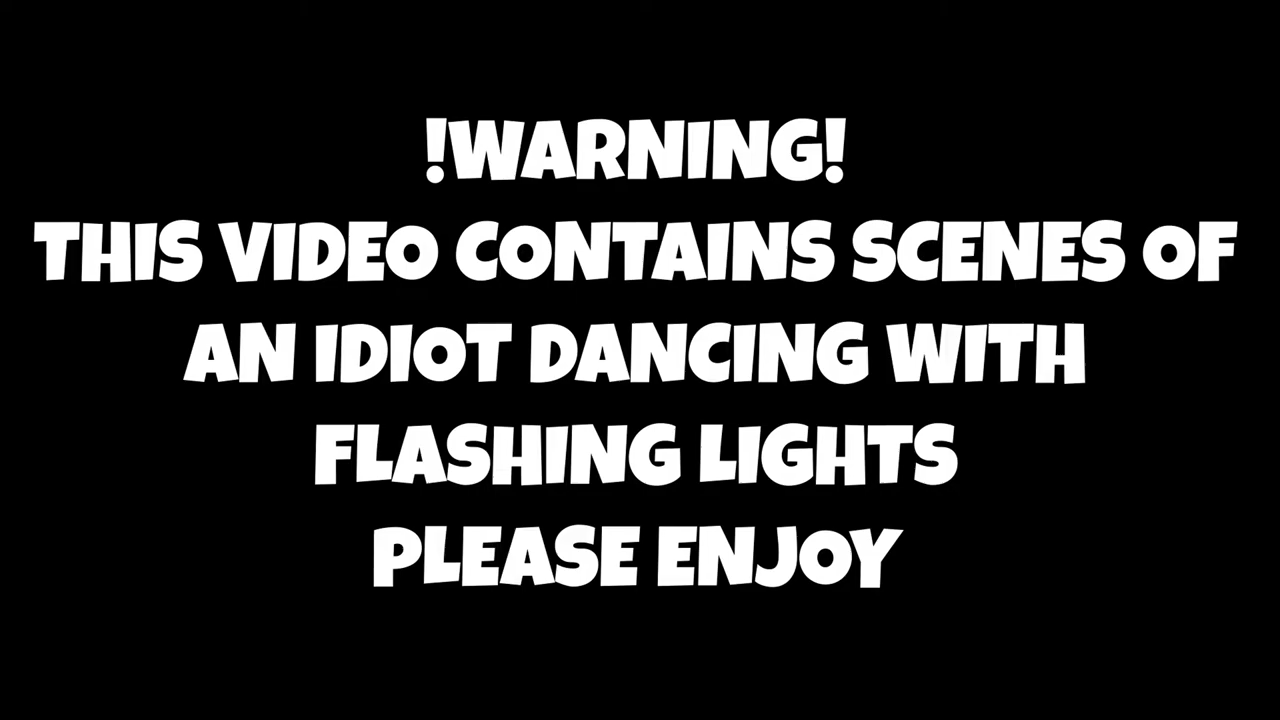 !WARNING!
THIS VIDEO CONTAINS SCENES OF
AN IDIOT DANCING WITH
FLASHING LIGHTS
PLEASE ENJOY